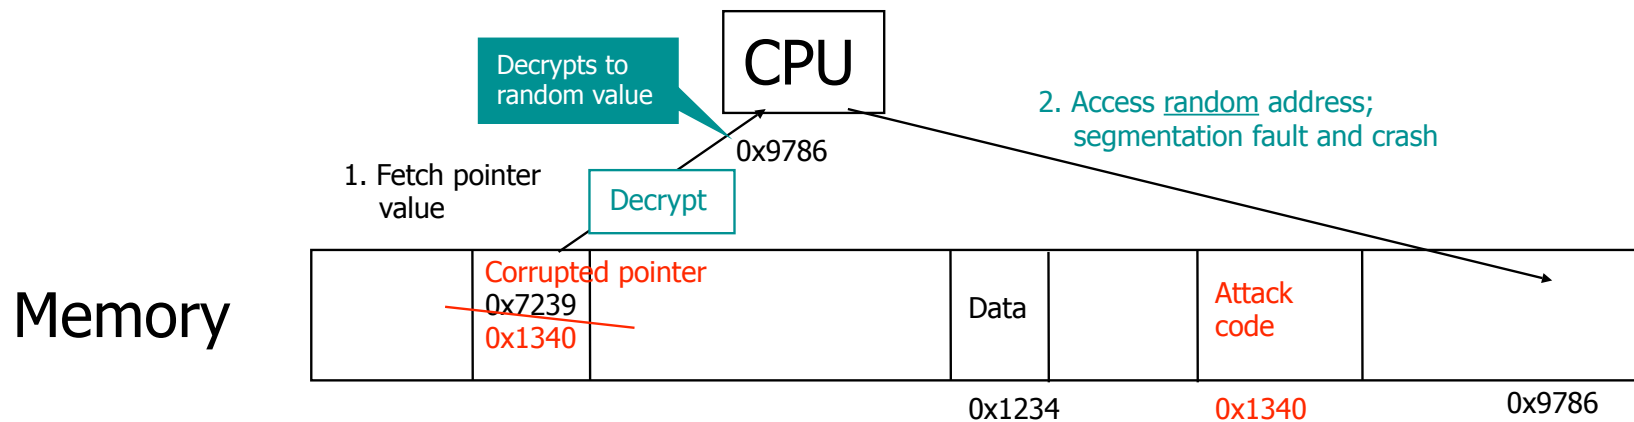 CPU
Decrypts to
random value
2. Access random address;
segmentation fault and crash
0x9786
1. Fetch pointer
value
Decrypt
Memory
Corrupted pointer
0x7239
0x1340
Data
Attack
code
0x1234
0x1340
0x9786